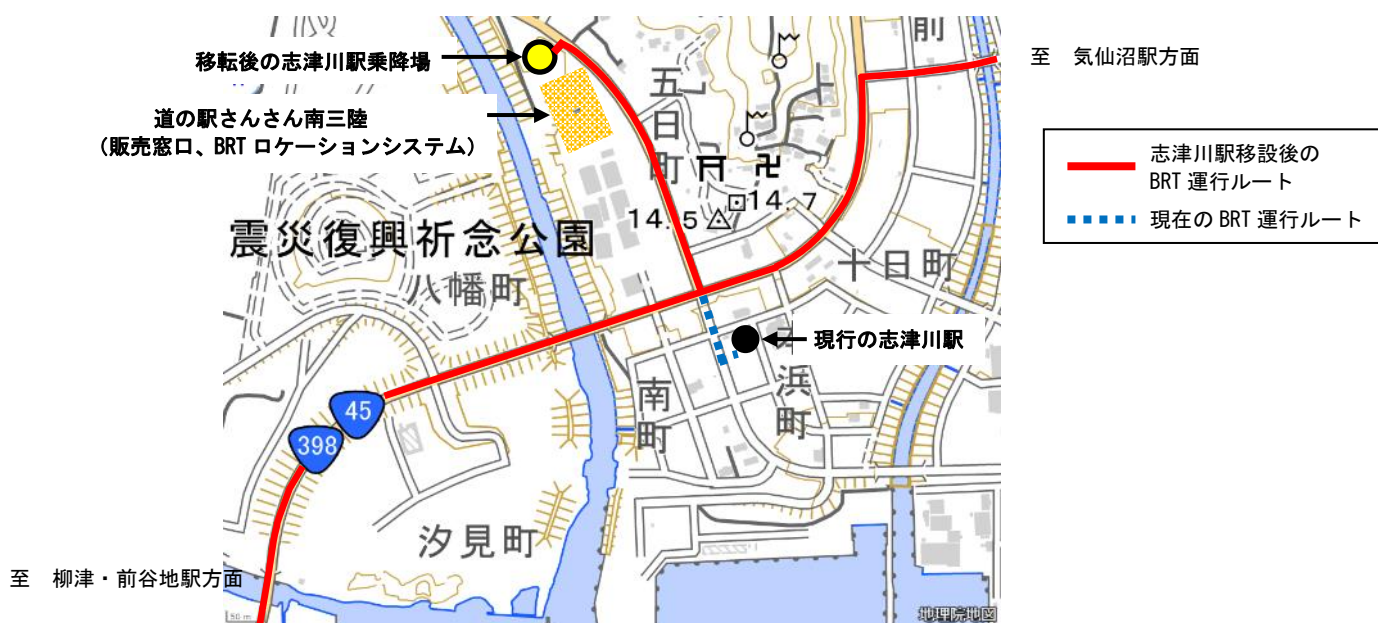 前
移転後の志津川駅乗降場
至 気仙沼駅方面
五日町
道の駅さんさん南三陸
(販売窓口、BRT ロケーションシステム)
志津川駅移設後の
BRT 運行ルート
現在の BRT 運行ルート
14.7
14.5
震災復興祈念公園
八幡町
十日町
現行の志津川駅
南町
浜町
45
398
汐見町
至 柳津・前谷地駅方面
50 m
地理院地図